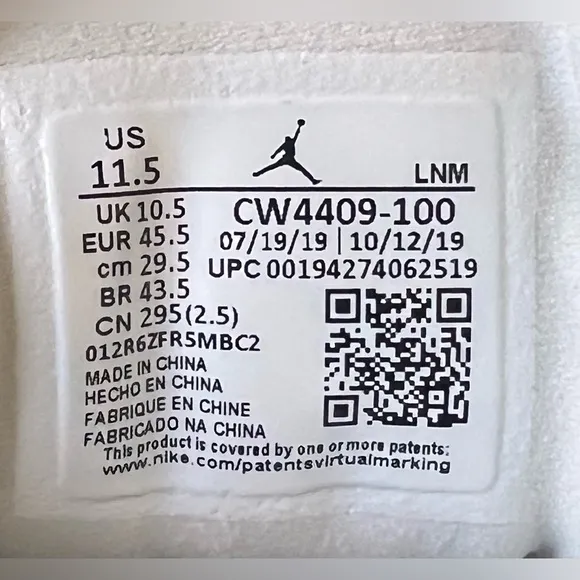 US
11.5
LNM
UK 10.5
EUR 45.5
cm 29.5
BR 43.5
CN 295(2.5)
CW4409-100
07/19/19 | 10/12/19
UPC 00194274062519
012R6ZFR5MBC2
MADE IN CHINA
HECHO EN CHINA
FABRIQUE EN CHINE
FABRICADO NA CHINA
This product is covered by one or more patents:
www.nike.com/patentsvirtualmarking